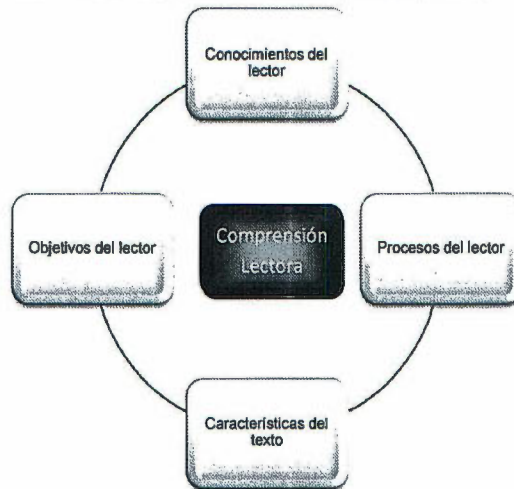 Conocimientos del
lector
Objetivos del lector
Comprensión
Lectora
Procesos del lector
Características del
texto